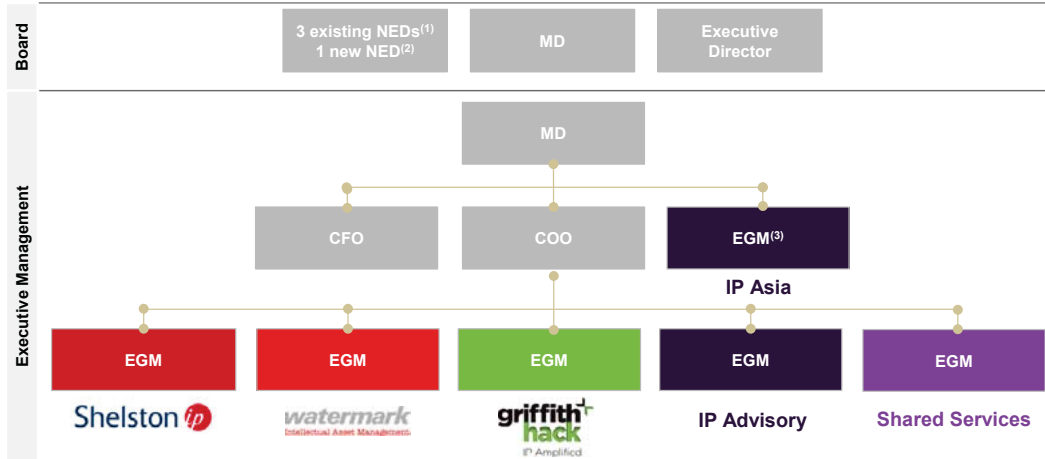 Board
3 existing NEDs(1)
1 new NED(2)
MD
Executive
Director
Executive Management
MD
CFO
COO
EGM(3)
IP Asia
EGM
EGM
EGM
EGM
EGM
Shelston ip
watermark
Intellectual Asset Management.
griffith
hack
IP Amplified
IP Advisory
Shared Services